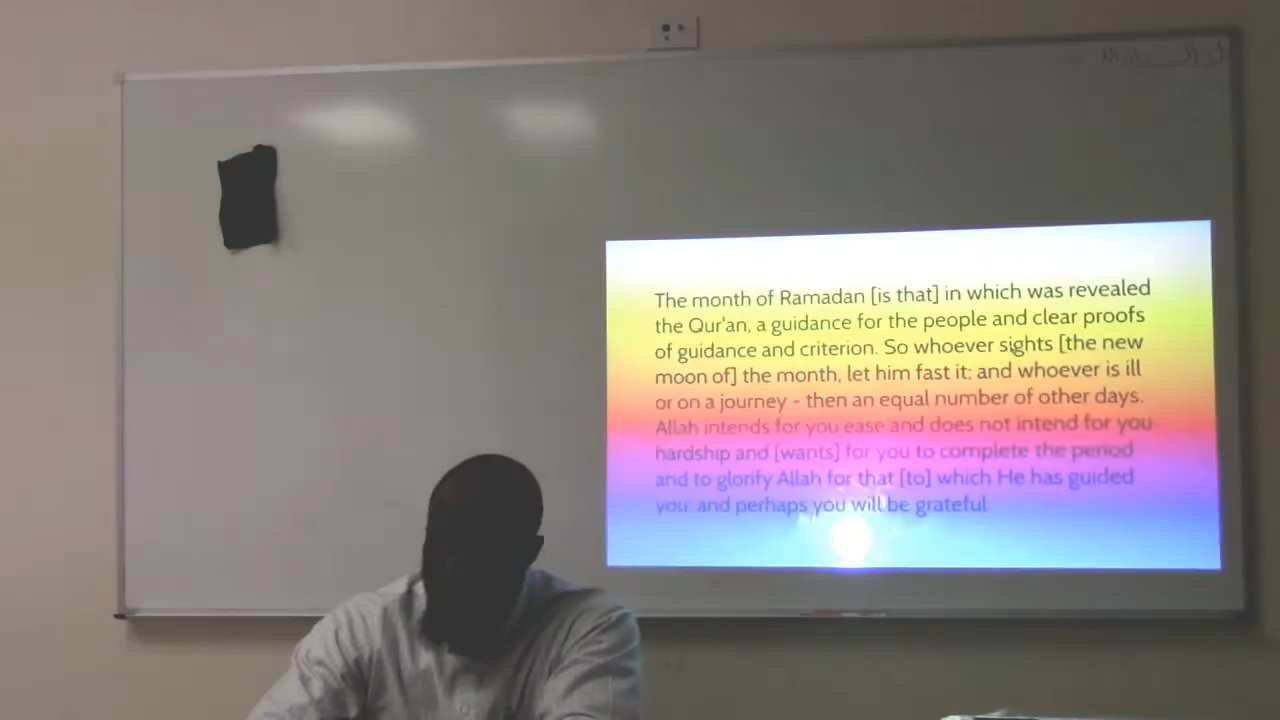 The month of Ramadan [is that] in which was revealed
the Qur'an, a guidance for the people and clear proofs
of guidance and criterion. So whoever sights [the new
moon of] the month, let him fast it; and whoever is ill
or on a journey - then an equal number of other days.
Allah intends for you ease and does not intend for you
hardship and [wants] for you to complete the period
and to glorify Allah for that [to] which He has guided
you; and perhaps you will be grateful.